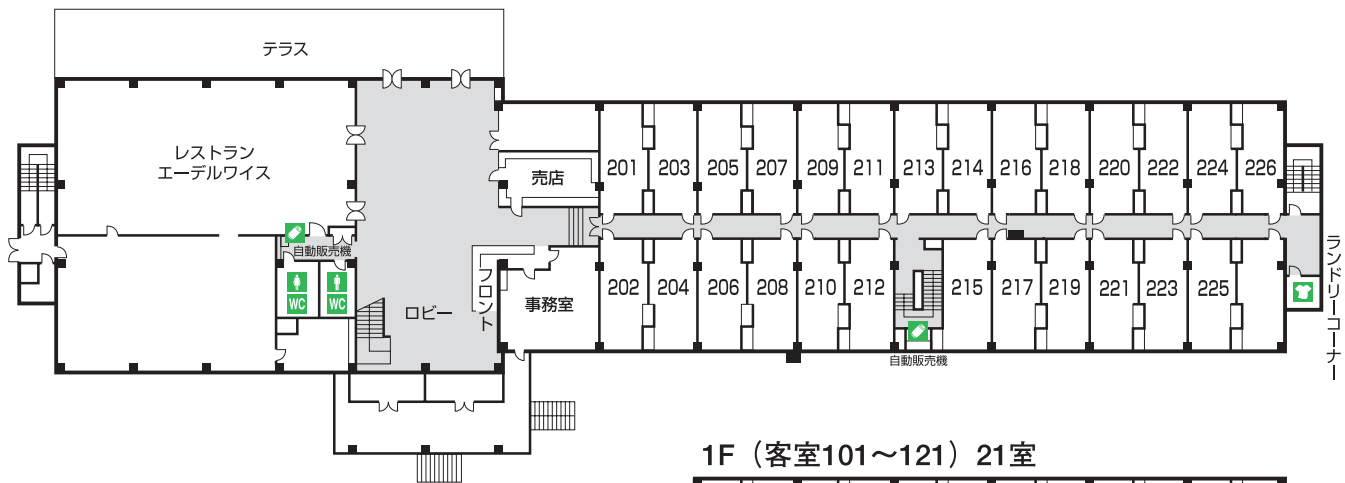 テラス
レストラン
エーデルワイス
売店
201 203 205 207 209 211 213 214 216 218 220 222 224 226
自動販売機
WC WC
ロビー
フロント
事務室
202 204 206 208 210 212 215 217 219 221 223 225
自動販売機
ランドリーコーナー
1F（客室101～121）21室